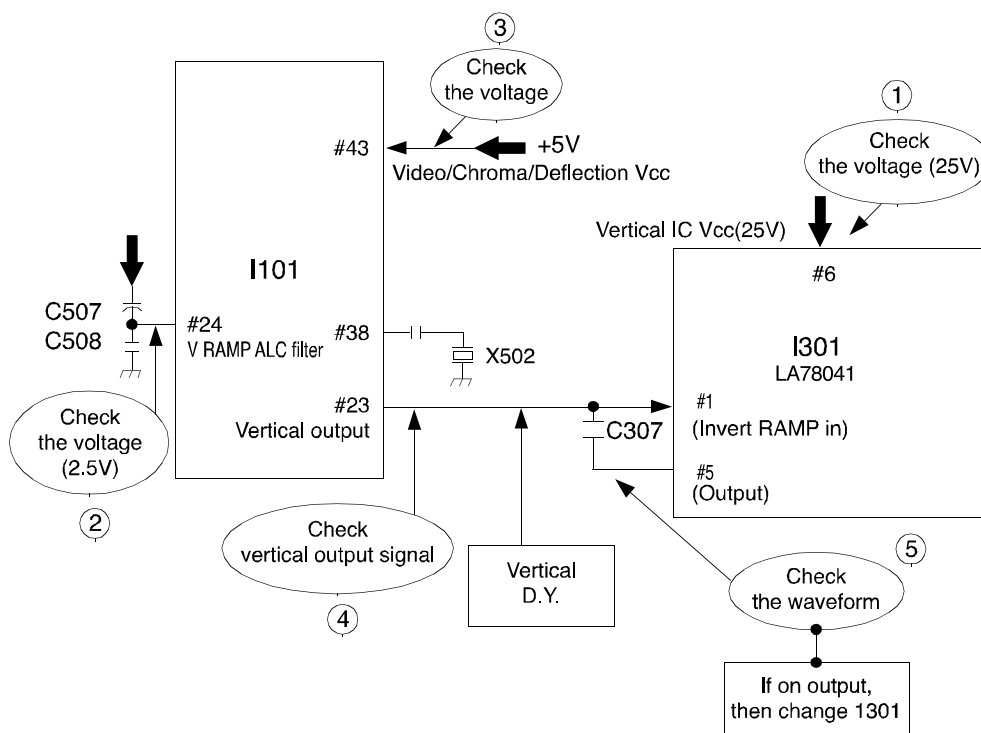 3
Check
the voltage
1
Check
the voltage (25V)
#43
+5V
Video/Chroma/Deflection Vcc
Vertical IC Vcc(25V)
#6
I101
C507
C508
#24
V RAMP ALC filter
#38
X502
I301
LA78041
#23
Vertical output
C307
#1
(Invert RAMP in)
#5
(Output)
Check
the voltage
(2.5V)
2
Check
vertical output signal
4
Vertical
D.Y.
5
Check
the waveform
If on output,
then change 1301